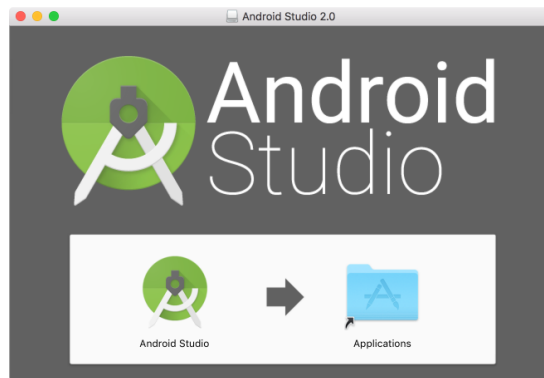 Android Studio 2.0
Android
Studio
Android Studio
Applications